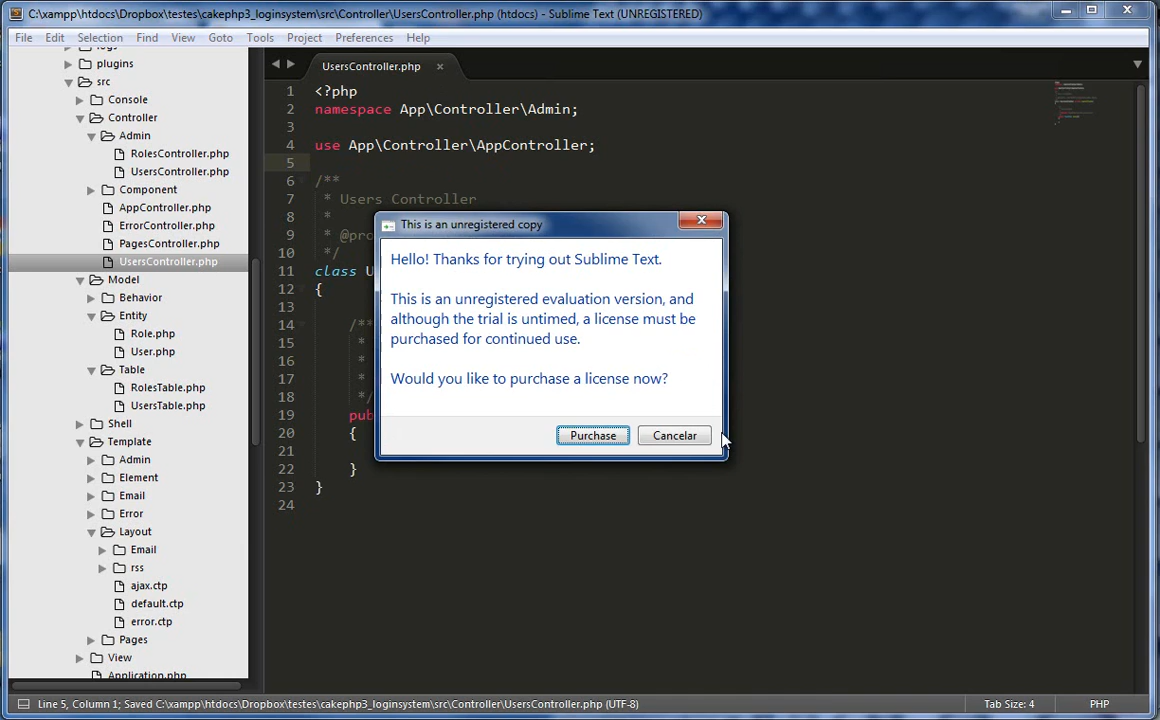 C:\xampp\htdocs\Dropbox\testes\cakephp3_loginsystem\src\Controller\UsersController.php (htdocs) - Sublime Text (UNREGISTERED)
File Edit Selection Find View Goto Tools Project Preferences Help
logs
plugins
src
Console
Controller
Admin
RolesController.php
UsersController.php
Component
AppController.php
ErrorController.php
PagesController.php
UsersController.php
Model
Behavior
Entity
Role.php
User.php
Table
RolesTable.php
UsersTable.php
Shell
Template
Admin
Element
Email
Error
Layout
Email
rss
ajax.ctp
default.ctp
error.ctp
Pages
View
Application.php
UsersController.php
1 <?php
2 namespace App\Controller\Admin;
3
4 use App\Controller\AppController;
5
6 /**
7 * Users Controller
8 *
9 * @pro
10 */
11 class U
12 {
13
14 /**
15 *
16 *
17 *
18 */
19 pub
20 {
21
22 }
23 }
24
This is an unregistered copy
Hello! Thanks for trying out Sublime Text.
This is an unregistered evaluation version, and
although the trial is untimed, a license must be
purchased for continued use.
Would you like to purchase a license now?
Purchase Cancelar
Line 5, Column 1; Saved C:\xampp\htdocs\Dropbox\testes\cakephp3_loginsystem\src\Controller\UsersController.php (UTF-8) Tab Size: 4 PHP